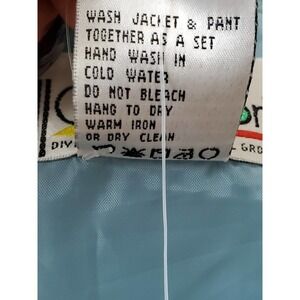 WASH JACKET & PANT
TOGETHER AS A SET
HAND WASH IN
COLD WATER
DO NOT BLEACH
HANG TO DRY
WARM IRON
OR DRY CLEAN